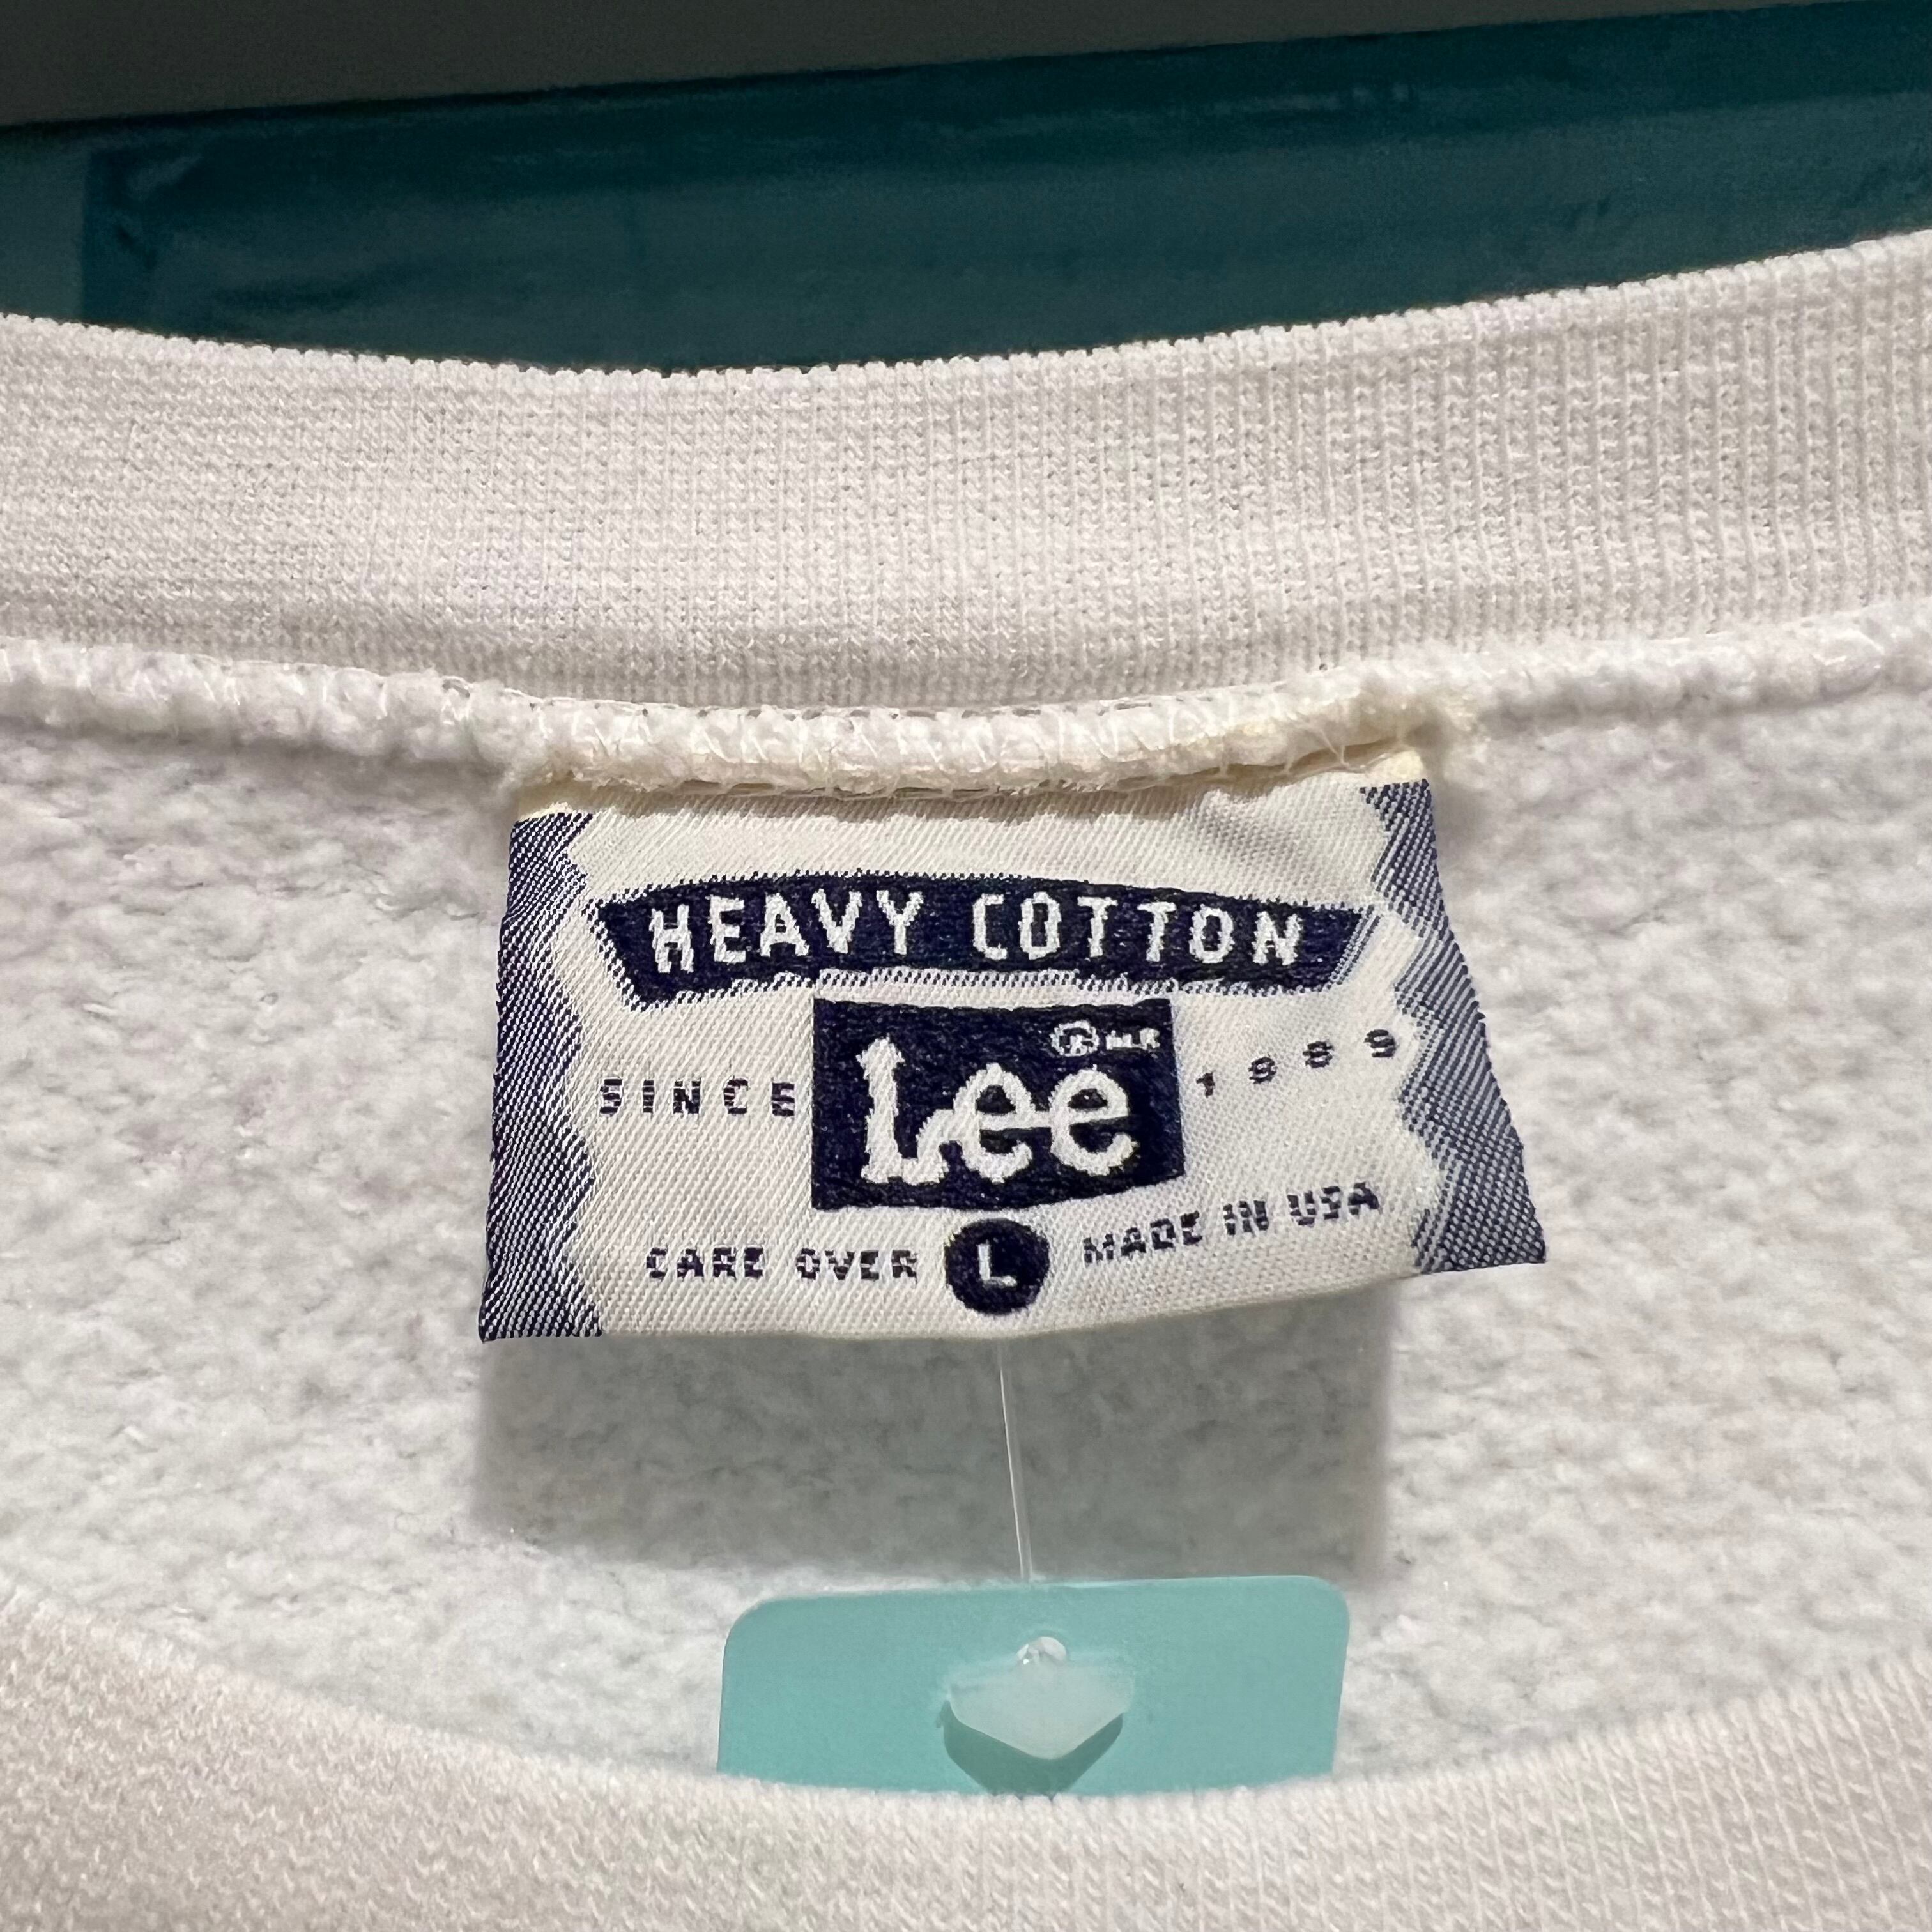 HEAVY COTTON
Lee ® M.R.
SINCE 1889
CARE OVER L MADE IN USA